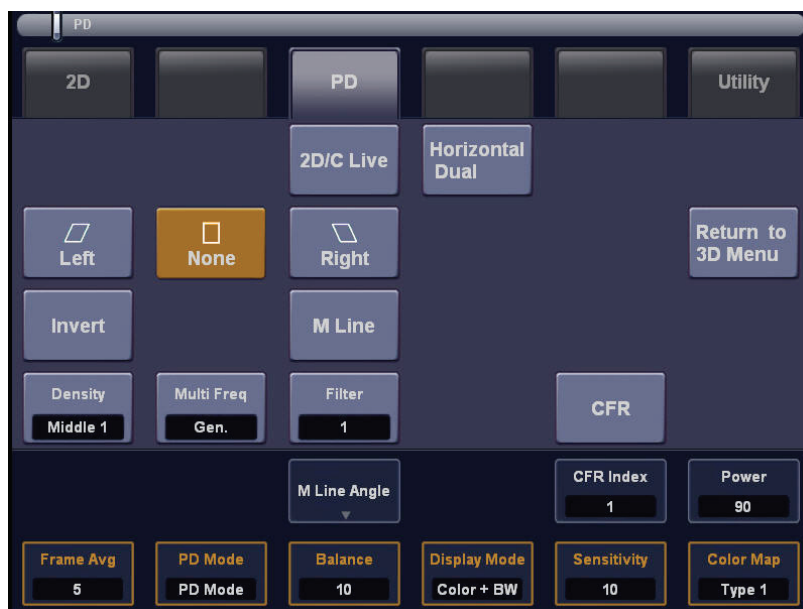 PD
2D
PD
Utility
2D/C Live
Horizontal
Dual
Left
None
Right
Return to
3D Menu
Invert
M Line
Density
Middle 1
Multi Freq
Gen.
Filter
1
CFR
M Line Angle
CFR Index
1
Power
90
Frame Avg
5
PD Mode
PD Mode
Balance
10
Display Mode
Color + BW
Sensitivity
10
Color Map
Type 1